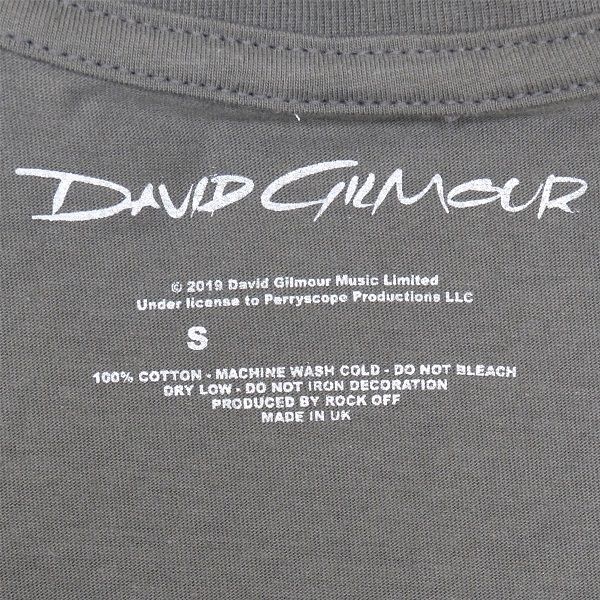 DAVID GILMOUR
© 2019 David Gilmour Music Limited
Under license to Perryscope Productions LLC
S
100% COTTON - MACHINE WASH COLD - DO NOT BLEACH
DRY LOW - DO NOT IRON DECORATION
PRODUCED BY ROCK OFF
MADE IN UK